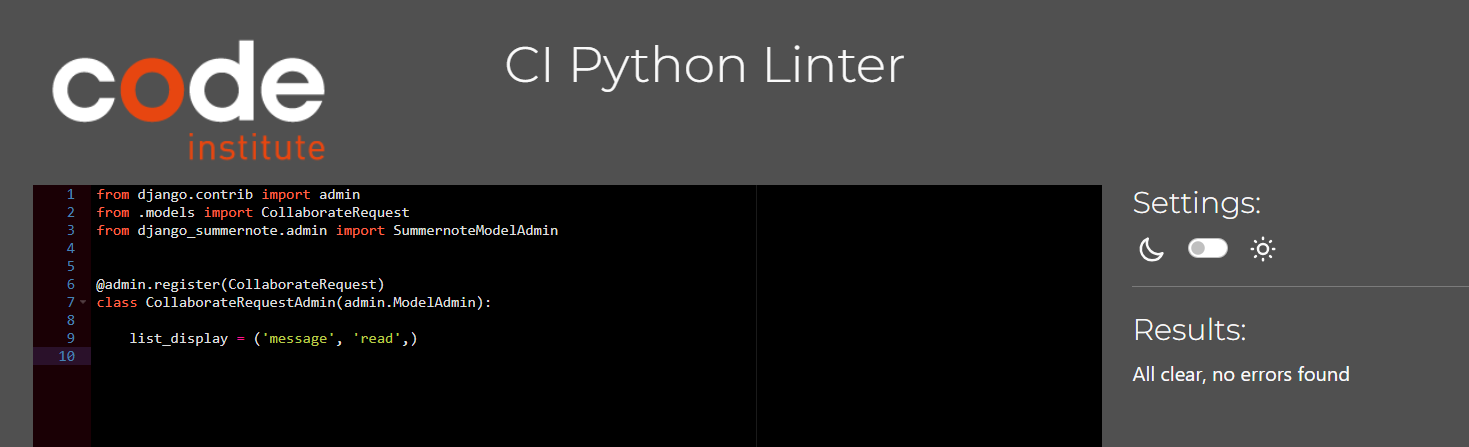 code
institute
CI Python Linter
1 from django.contrib import admin
2 from .models import CollaborateRequest
3 from django_summernote.admin import SummernoteModelAdmin
4
5
6 @admin.register(CollaborateRequest)
7 class CollaborateRequestAdmin(admin.ModelAdmin):
8
9     list_display = ('message', 'read',)
10
Settings:
Results:
All clear, no errors found